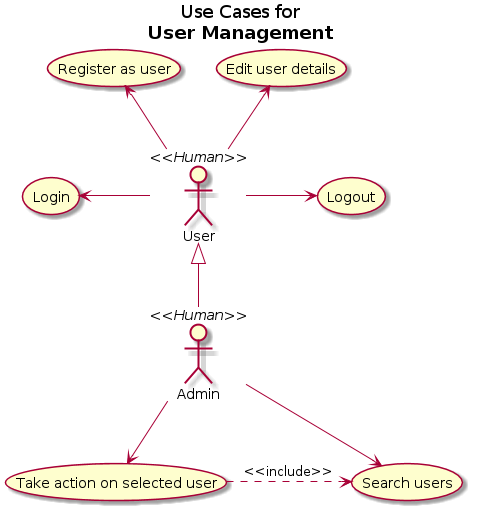 Use Cases for
User Management
Register as user
Edit user details
<<Human>>
Login
Logout
User
<<Human>>
Admin
<<include>>
Take action on selected user
Search users